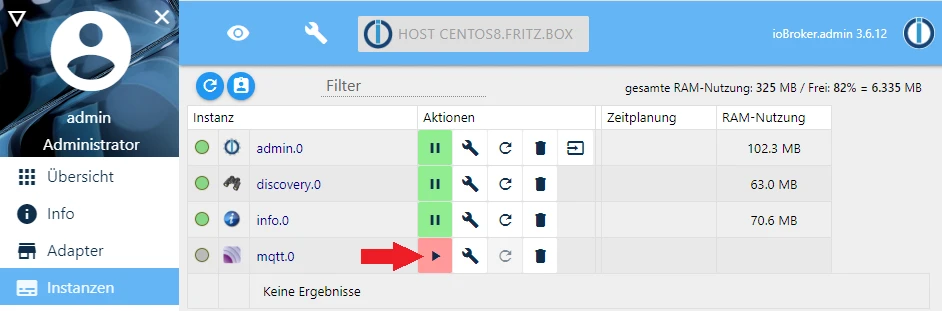 HOST CENTOS8.FRITZ.BOX
ioBroker.admin 3.6.12
admin
Administrator
Übersicht
Info
Adapter
Instanzen
Filter
gesamte RAM-Nutzung: 325 MB / Frei: 82% = 6.335 MB
Instanz Aktionen Zeitplanung RAM-Nutzung
admin.0 102.3 MB
discovery.0 63.0 MB
info.0 70.6 MB
mqtt.0
Keine Ergebnisse